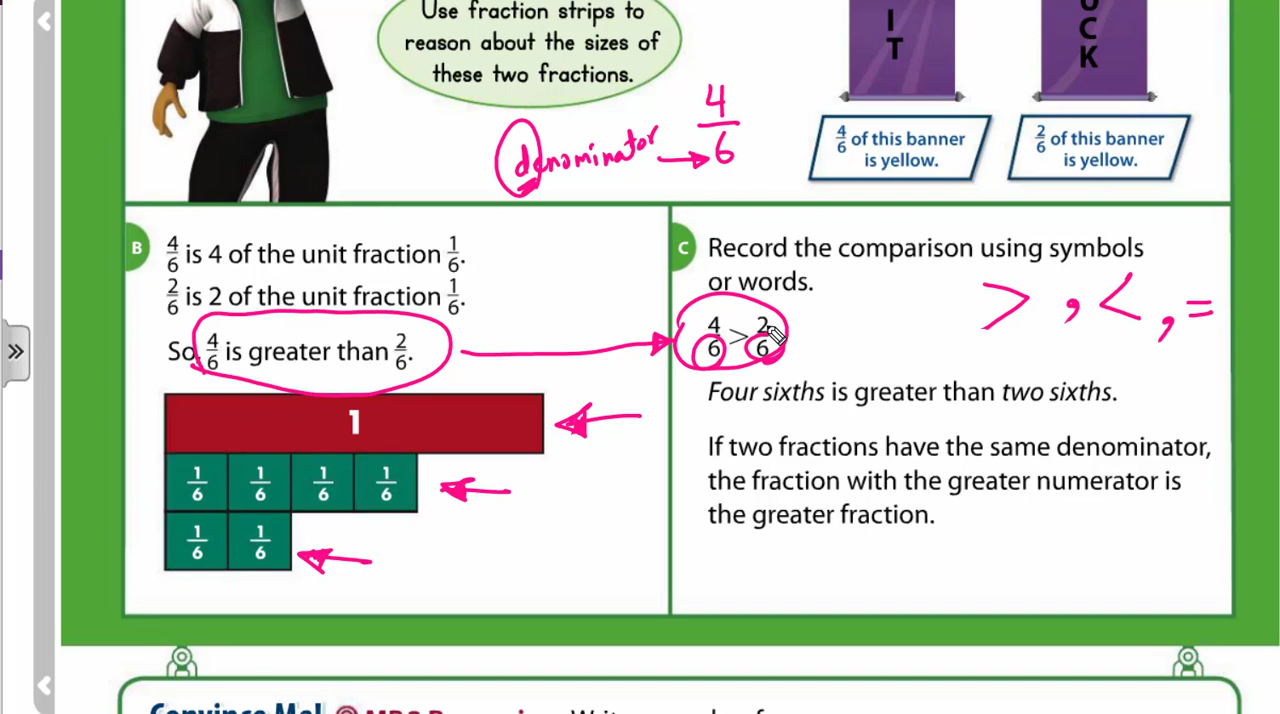 Use fraction strips to
reason about the sizes of
these two fractions.
I
T
C
K
denominator → 4/6
4/6 of this banner
is yellow.
2/6 of this banner
is yellow.
B
4/6 is 4 of the unit fraction 1/6.
2/6 is 2 of the unit fraction 1/6.
So, 4/6 is greater than 2/6.
1
1/6 1/6 1/6 1/6
1/6 1/6
C
Record the comparison using symbols
or words.
> , < , =
4/6 > 2/6
Four sixths is greater than two sixths.
If two fractions have the same denominator,
the fraction with the greater numerator is
the greater fraction.
Convince Me!